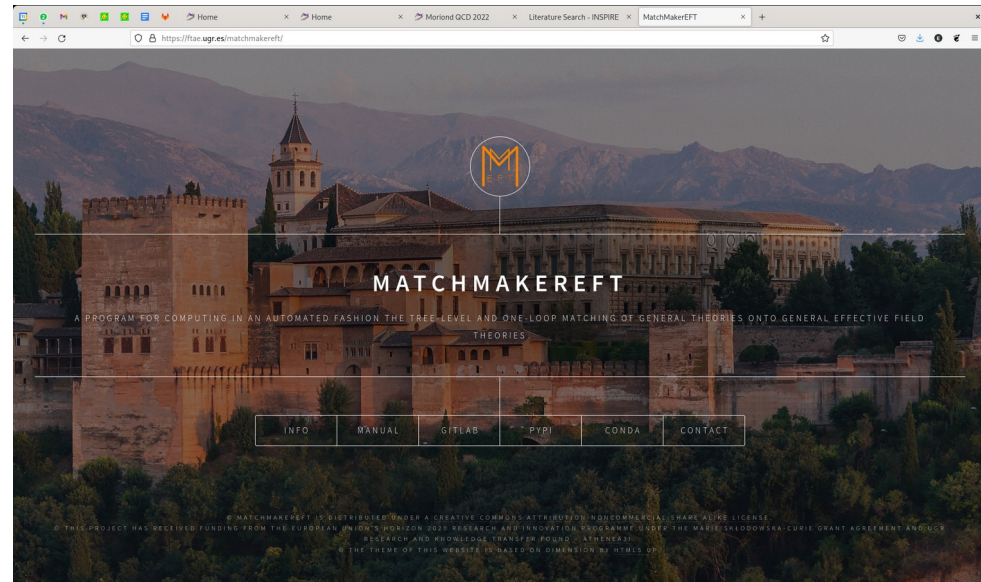 Home
Home
Moriond QCD 2022
Literature Search - INSPIRE
MatchMakerEFT
https://ftae.ugr.es/matchmakereft/
EFT
MATCHMAKEREFT
A PROGRAM FOR COMPUTING IN AN AUTOMATED FASHION THE TREE-LEVEL AND ONE-LOOP MATCHING OF GENERAL THEORIES ONTO GENERAL EFFECTIVE FIELD
THEORIES
INFO MANUAL GITLAB PYPI CONDA CONTACT
© MATCHMAKEREFT IS DISTRIBUTED UNDER A CREATIVE COMMONS ATTRIBUTION-NONCOMMERCIAL-SHARE ALIKE LICENSE
© THIS PROJECT HAS RECEIVED FUNDING FROM THE EUROPEAN UNION'S HORIZON 2020 RESEARCH AND INNOVATION PROGRAMME UNDER THE MARIE SKŁODOWSKA-CURIE GRANT AGREEMENT AND UGR
RESEARCH AND KNOWLEDGE TRANSFER FOUND - ATHENEA3I
© THE THEME OF THIS WEBSITE IS BASED ON DIMENSION BY HTML5 UP